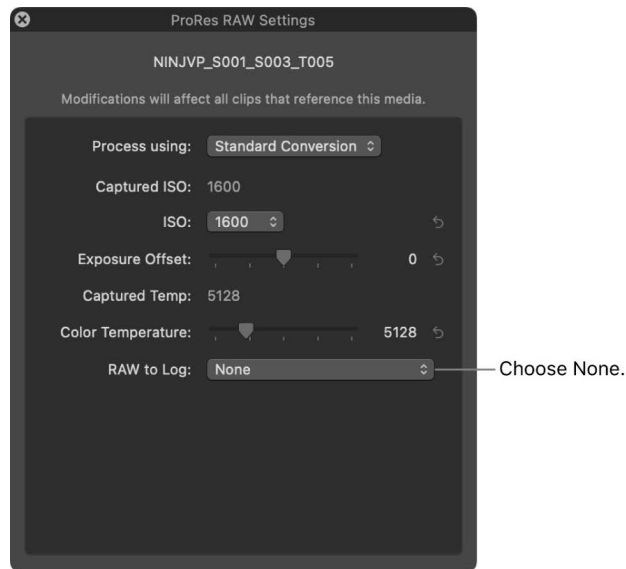 ProRes RAW Settings
NINJVP_S001_S003_T005
Modifications will affect all clips that reference this media.
Process using: Standard Conversion
Captured ISO: 1600
ISO: 1600
Exposure Offset: 0
Captured Temp: 5128
Color Temperature: 5128
RAW to Log: None
Choose None.